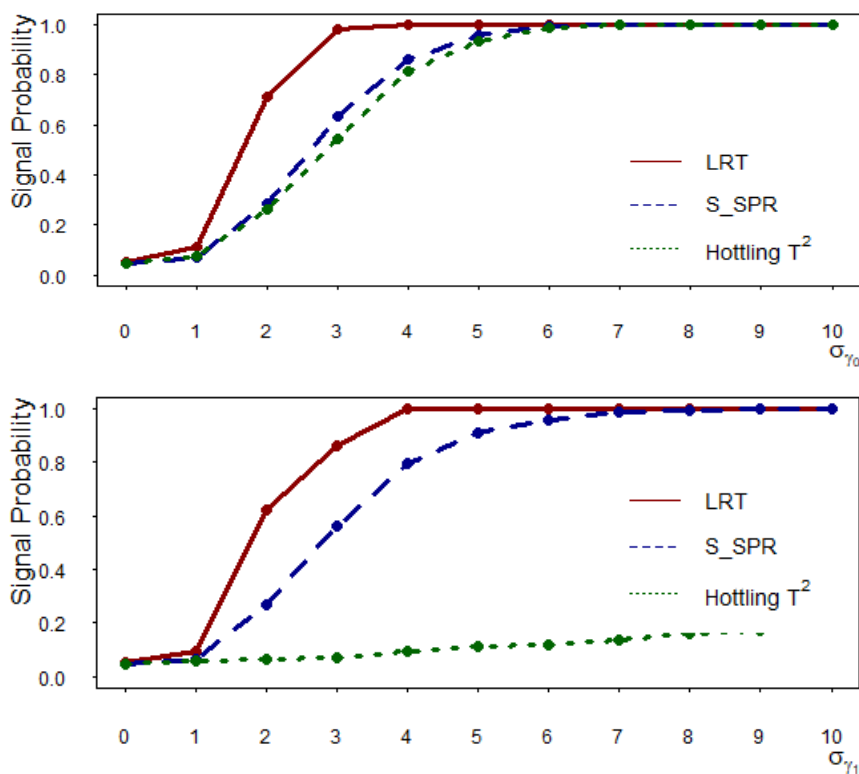 Signal Probability
1.0
0.8
0.6
0.4
0.2
0.0
LRT
S_SPR
Hottling T²
0 1 2 3 4 5 6 7 8 9 10
σγ₀
Signal Probability
1.0
0.8
0.6
0.4
0.2
0.0
LRT
S_SPR
Hottling T²
0 1 2 3 4 5 6 7 8 9 10
σγ₁